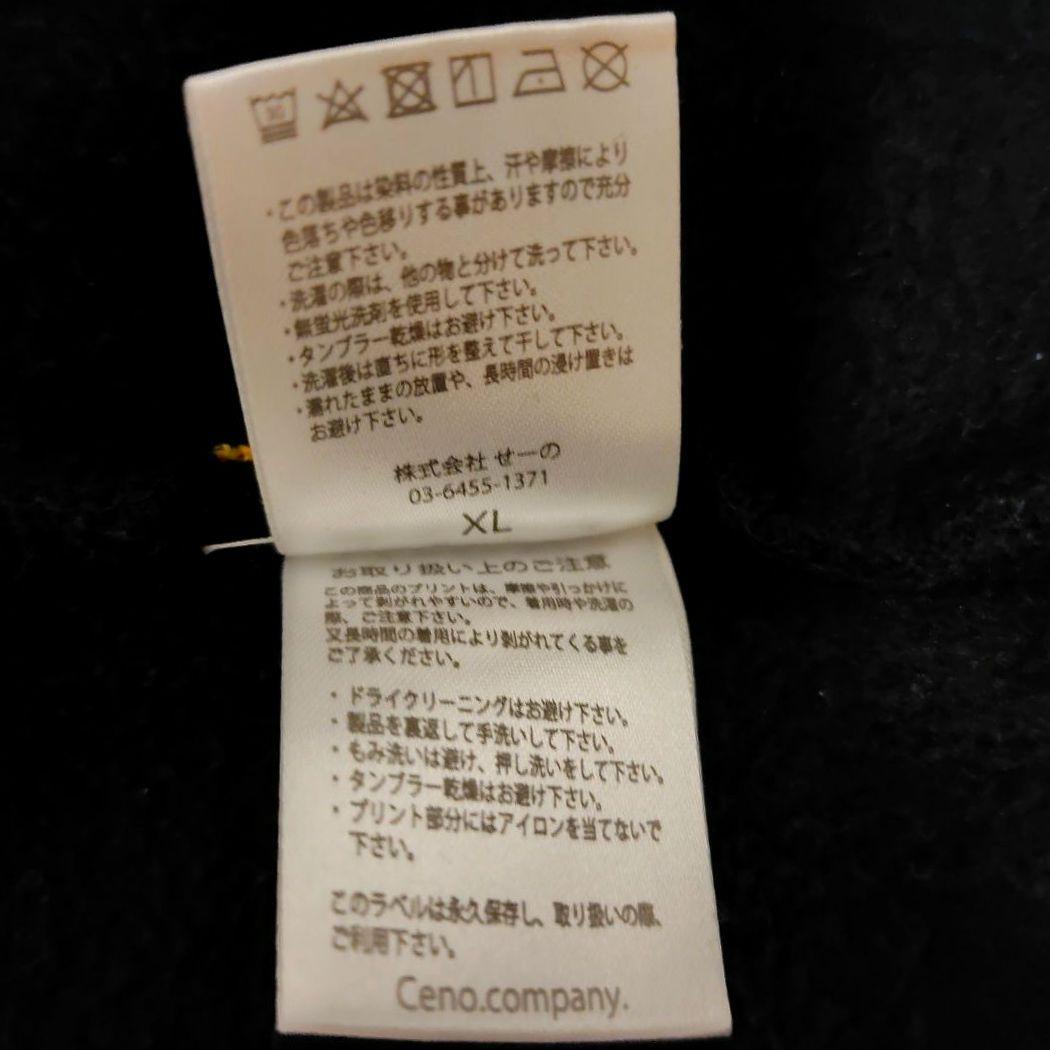 30
・この製品は染料の性質上、汗や摩擦により
色落ちや色移りする事がありますので充分
ご注意下さい。
・洗濯の際は、他の物と分けて洗って下さい。
・無蛍光洗剤を使用して下さい。
・タンブラー乾燥はお避け下さい。
・洗濯後は直ちに形を整えて干して下さい。
・濡れたままの放置や、長時間の浸け置きは
お避け下さい。
株式会社 せーの
03-6455-1371
XL
お取り扱い上のご注意
この商品のプリントは、摩擦や引っかけに
よって剥がれやすいので、着用時や洗濯の
際、ご注意下さい。
又長時間の着用により剥がれてくる事を
ご了承ください。
・ドライクリーニングはお避け下さい。
・製品を裏返して手洗いして下さい。
・もみ洗いは避け、押し洗いをして下さい。
・タンブラー乾燥はお避け下さい。
・プリント部分にはアイロンを当てないで
下さい。
このラベルは永久保存し、取り扱いの際、
ご利用下さい。
Ceno.company.